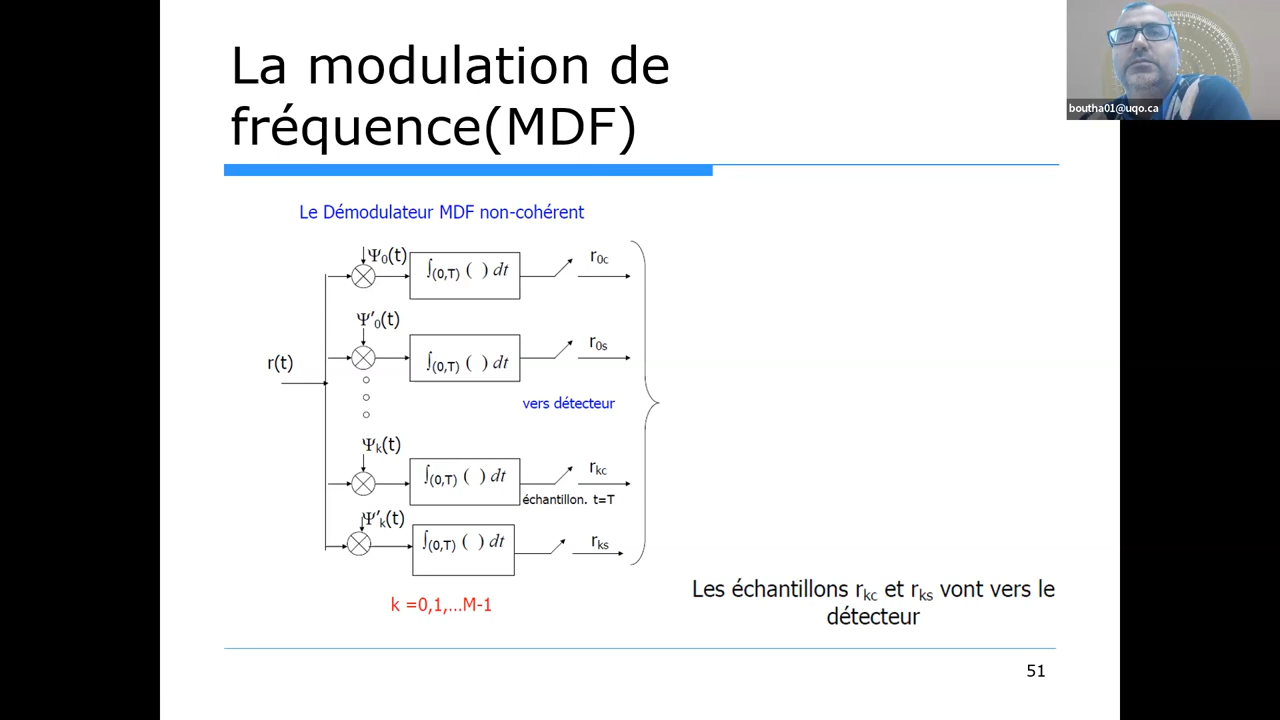 La modulation de
fréquence(MDF)
boutha01@uqo.ca
Le Démodulateur MDF non-cohérent
Ψ₀(t)
∫(0,T) ( ) dt
r₀c
Ψ'₀(t)
∫(0,T) ( ) dt
r₀s
r(t)
vers détecteur
Ψk(t)
∫(0,T) ( ) dt
rkc
échantillon. t=T
Ψ'k(t)
∫(0,T) ( ) dt
rks
k =0,1,...M-1
Les échantillons rkc et rks vont vers le
détecteur
51